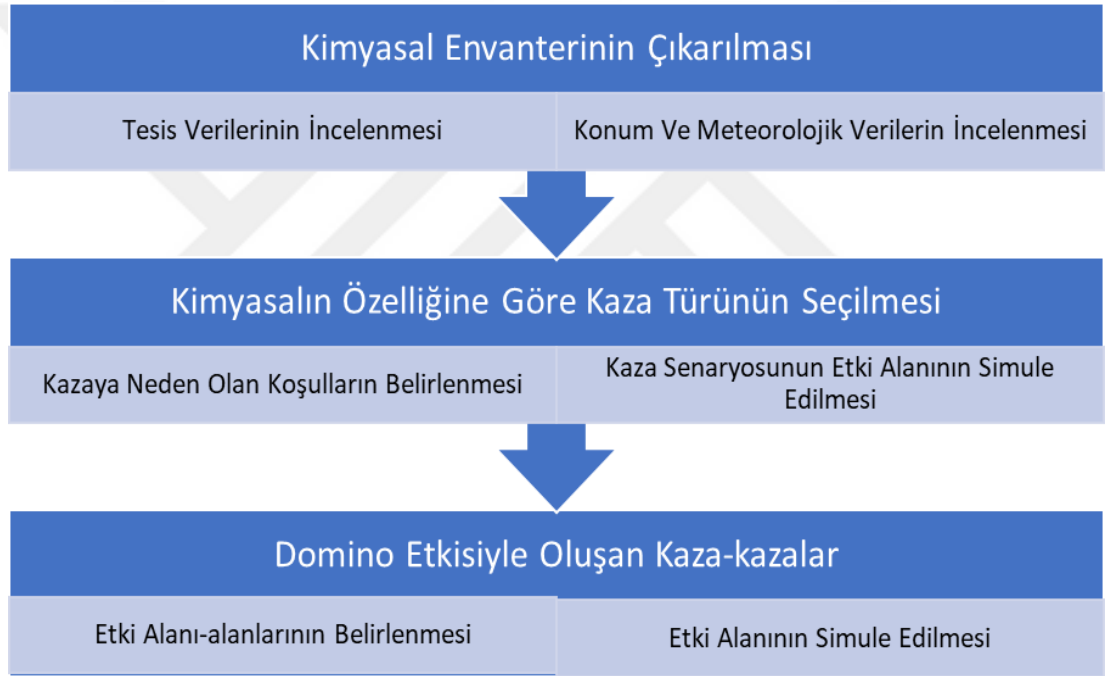 Kimyasal Envanterinin Çıkarılması
Tesis Verilerinin İncelenmesi
Konum Ve Meteorolojik Verilerin İncelenmesi
Kimyasalın Özelliğine Göre Kaza Türünün Seçilmesi
Kazaya Neden Olan Koşulların Belirlenmesi
Kaza Senaryosunun Etki Alanının Simule
Edilmesi
Domino Etkisiyle Oluşan Kaza-kazalar
Etki Alanı-alanlarının Belirlenmesi
Etki Alanının Simule Edilmesi